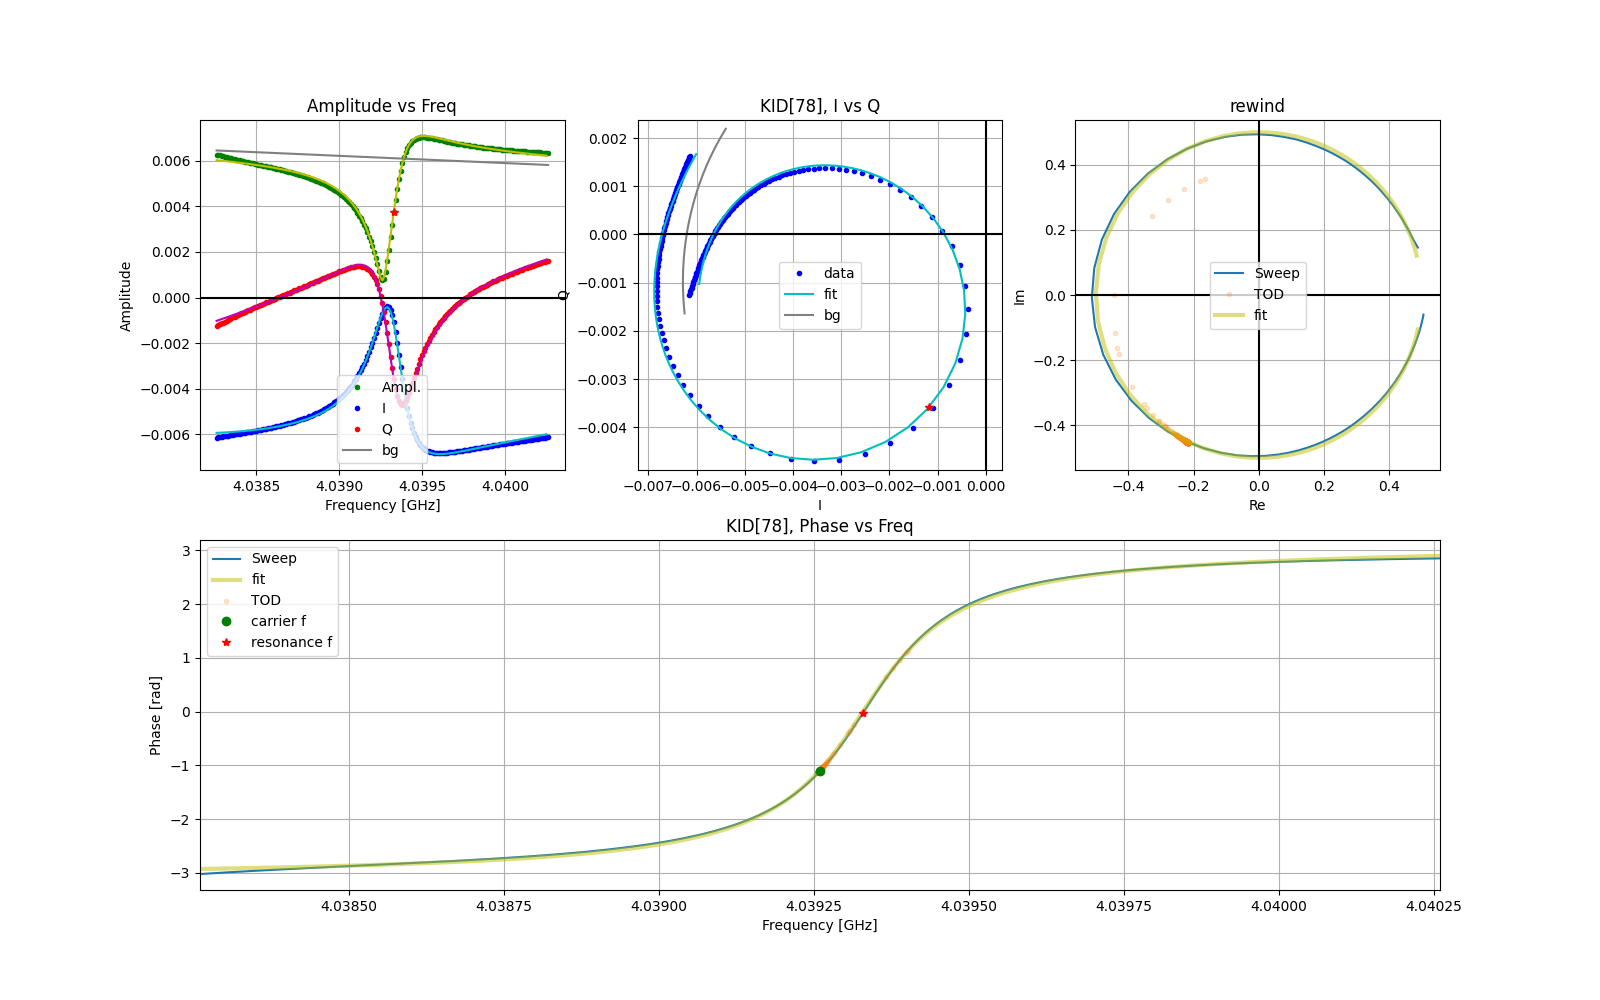 Amplitude vs Freq
Amplitude
0.006
0.004
0.002
0.000
−0.002
−0.004
−0.006
Ampl.
I
Q
bg
4.0385 4.0390 4.0395 4.0400
Frequency [GHz]
KID[78], I vs Q
Q
0.002
0.001
0.000
−0.001
−0.002
−0.003
−0.004
data
fit
bg
−0.007 −0.006 −0.005 −0.004 −0.003 −0.002 −0.001 0.000
I
rewind
Im
0.4
0.2
0.0
−0.2
−0.4
Sweep
TOD
fit
−0.4 −0.2 0.0 0.2 0.4
Re
KID[78], Phase vs Freq
Phase [rad]
3
2
1
0
−1
−2
−3
Sweep
fit
TOD
carrier f
resonance f
4.03850 4.03875 4.03900 4.03925 4.03950 4.03975 4.04000 4.04025
Frequency [GHz]